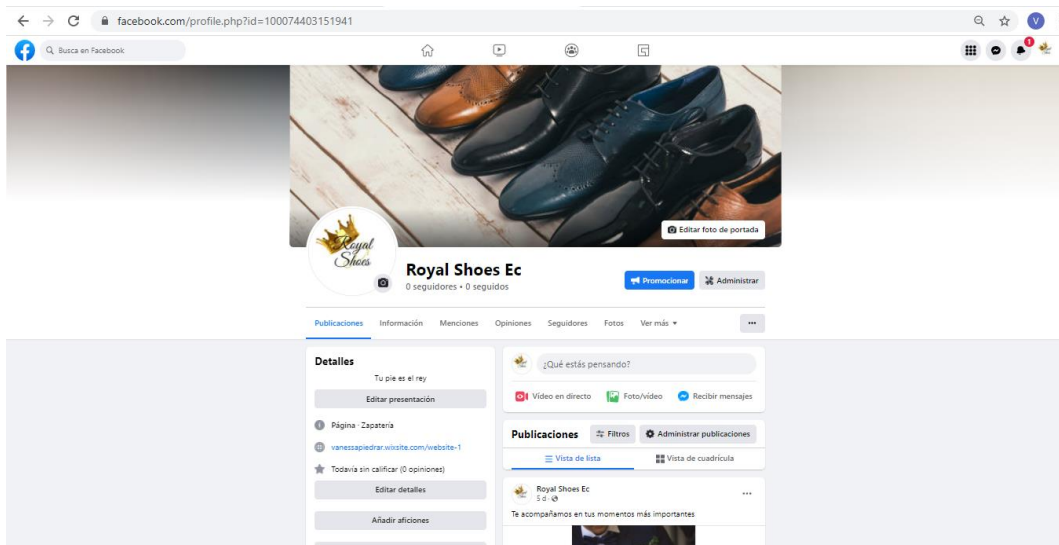 facebook.com/profile.php?id=100074403151941
V
Busca en Facebook
1
Editar foto de portada
Royal
Shoes
Royal Shoes Ec
0 seguidores • 0 seguidos
Promocionar
Administrar
Publicaciones Información Menciones Opiniones Seguidores Fotos Ver más
Detalles
Tu pie es el rey
Editar presentación
Página · Zapatería
vanessapiedrar.wixsite.com/website-1
Todavía sin calificar (0 opiniones)
Editar detalles
Añadir aficiones
¿Qué estás pensando?
Vídeo en directo Foto/vídeo Recibir mensajes
Publicaciones Filtros Administrar publicaciones
Vista de lista Vista de cuadrícula
Royal Shoes Ec
5 d ·
Te acompañamos en tus momentos más importantes